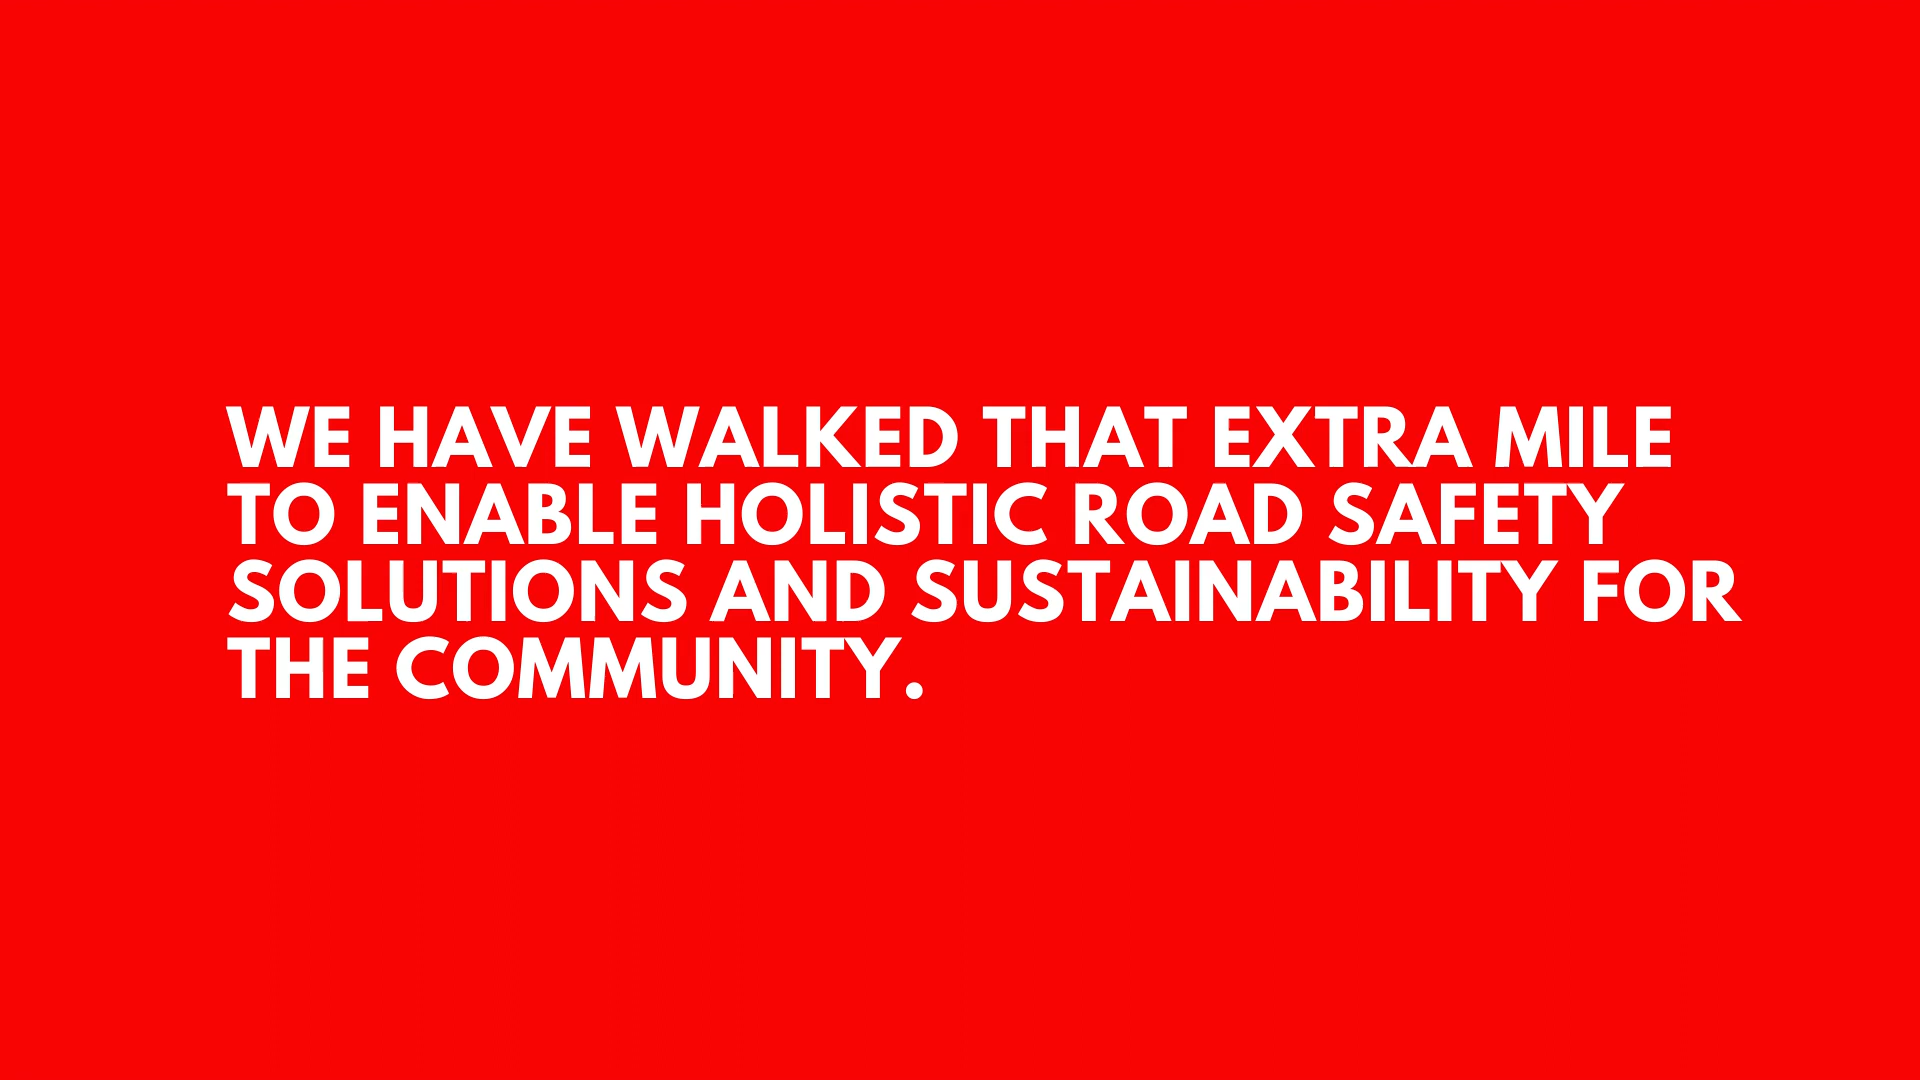 WE HAVE WALKED THAT EXTRA MILE
TO ENABLE HOLISTIC ROAD SAFETY
SOLUTIONS AND SUSTAINABILITY FOR
THE COMMUNITY.